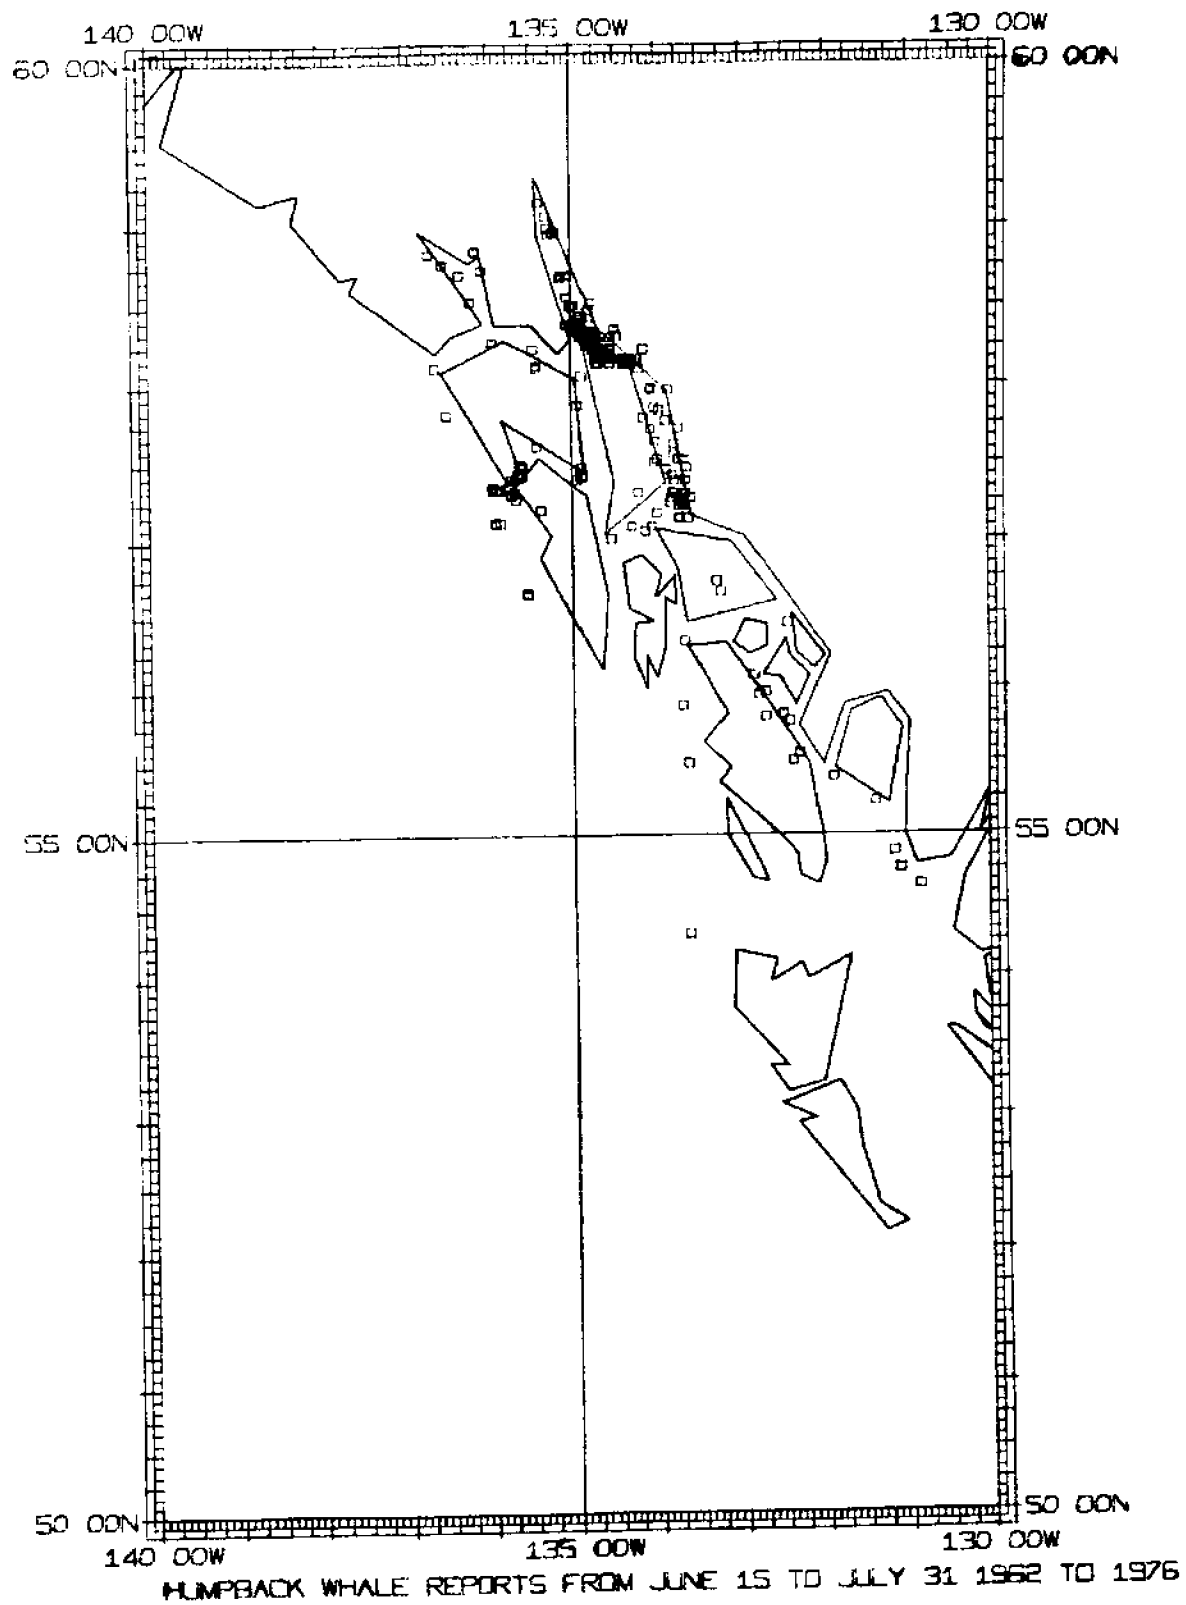 140 00W 135 00W 130 00W
60 00N 60 00N
55 00N 55 00N
50 00N 50 00N
140 00W 135 00W 130 00W
HUMPBACK WHALE REPORTS FROM JUNE 15 TO JULY 31 1962 TO 1976